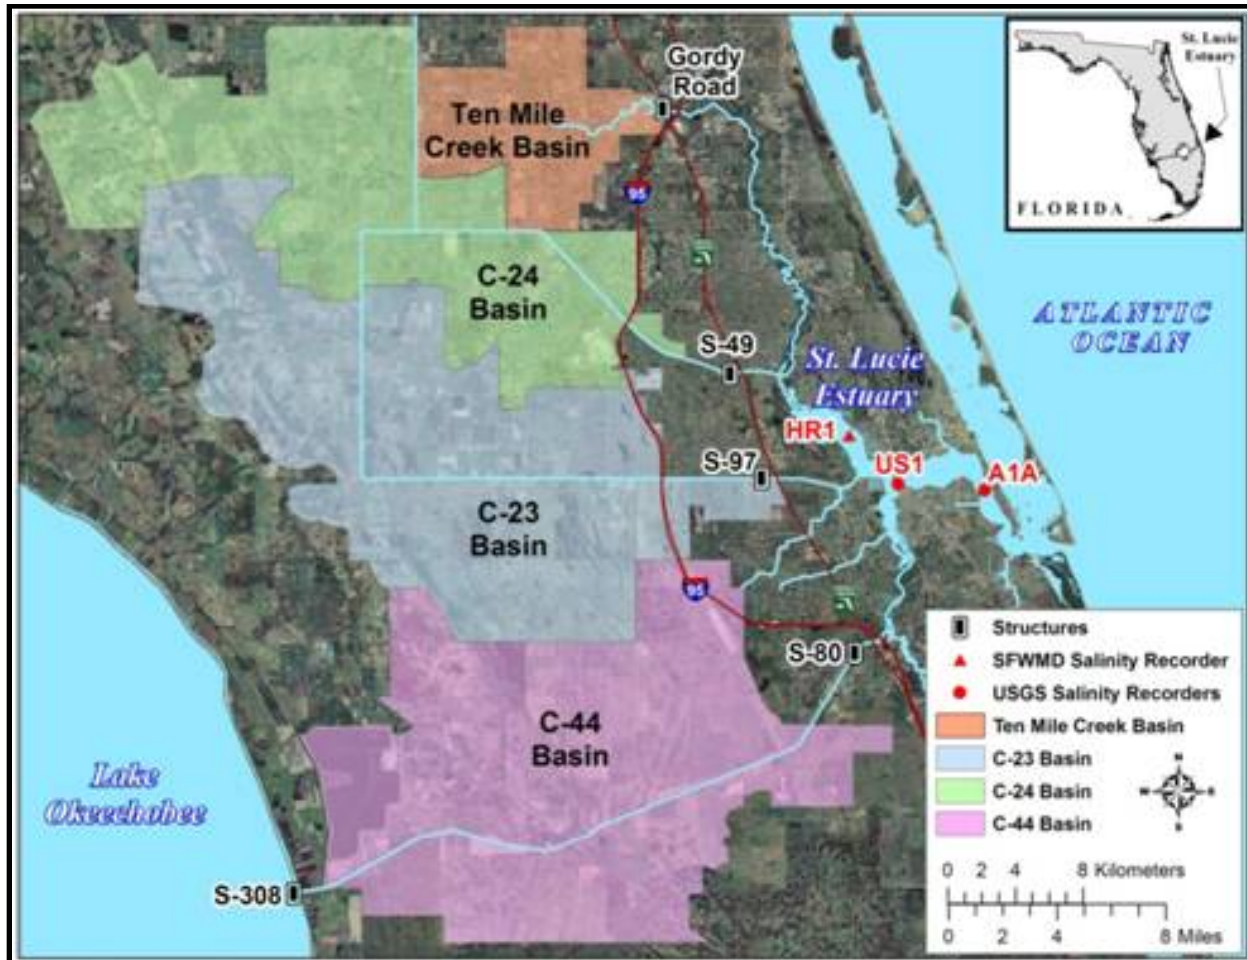 Gordy
Road
St. Lucie
Estuary
FLORIDA
Ten Mile
Creek Basin
95
C-24
Basin
ATLANTIC
OCEAN
S-49
St. Lucie
Estuary
HR1
S-97
US1
A1A
C-23
Basin
95
S-80
C-44
Basin
Lake
Okeechobee
S-308
Structures
SFWMD Salinity Recorder
USGS Salinity Recorders
Ten Mile Creek Basin
C-23 Basin
C-24 Basin
C-44 Basin
N
W
S
0 2 4 8 Kilometers
0 2 4 8 Miles